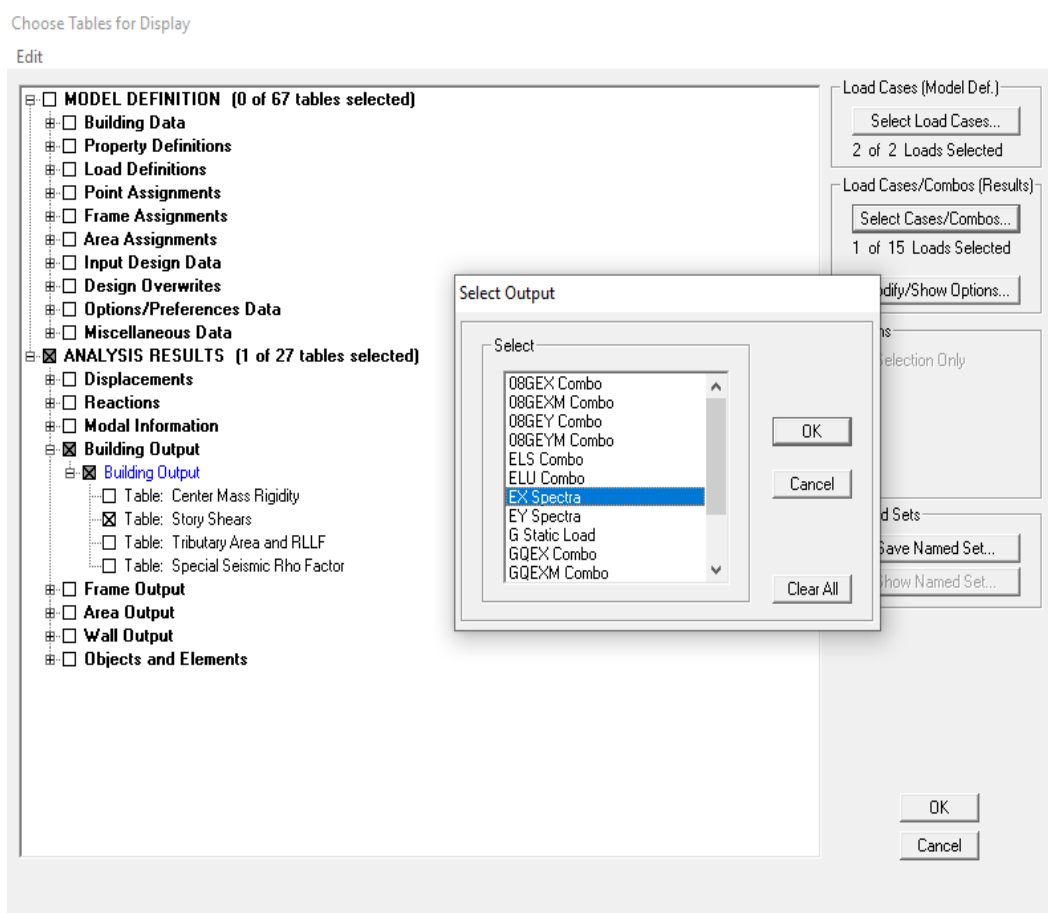 Choose Tables for Display
Edit
MODEL DEFINITION (0 of 67 tables selected)
Building Data
Property Definitions
Load Definitions
Point Assignments
Frame Assignments
Area Assignments
Input Design Data
Design Overwrites
Options/Preferences Data
Miscellaneous Data
ANALYSIS RESULTS (1 of 27 tables selected)
Displacements
Reactions
Modal Information
Building Output
Building Output
Table: Center Mass Rigidity
Table: Story Shears
Table: Tributary Area and RLLF
Table: Special Seismic Rho Factor
Frame Output
Area Output
Wall Output
Objects and Elements
Select Output
Select
08GEX Combo
08GEXM Combo
08GEY Combo
08GEYM Combo
ELS Combo
ELU Combo
EX Spectra
EY Spectra
G Static Load
GQEX Combo
GQEXM Combo
OK
Cancel
Clear All
Load Cases (Model Def.)
Select Load Cases...
2 of 2 Loads Selected
Load Cases/Combos (Results)
Select Cases/Combos...
1 of 15 Loads Selected
dify/Show Options...
ns
election Only
d Sets
Save Named Set...
Show Named Set...
OK
Cancel